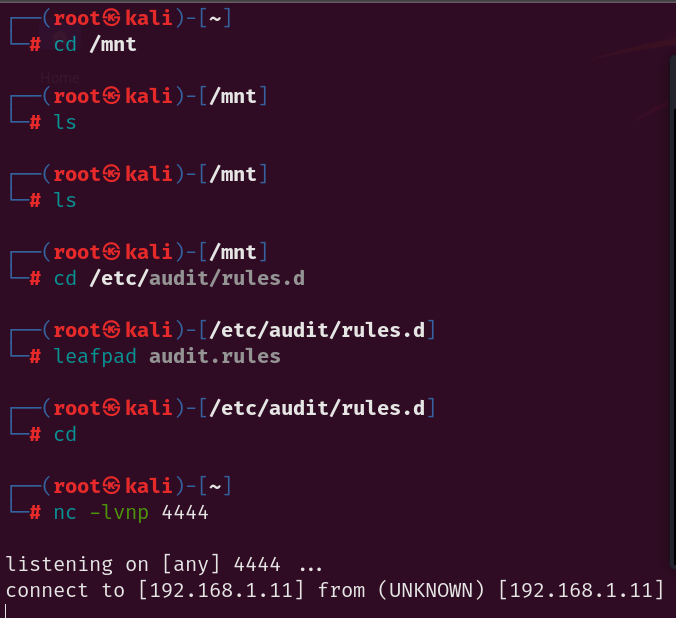 ┌──(root㉿kali)-[~]
└─# cd /mnt
Home
┌──(root㉿kali)-[/mnt]
└─# ls
┌──(root㉿kali)-[/mnt]
└─# ls
┌──(root㉿kali)-[/mnt]
└─# cd /etc/audit/rules.d
┌──(root㉿kali)-[/etc/audit/rules.d]
└─# leafpad audit.rules
┌──(root㉿kali)-[/etc/audit/rules.d]
└─# cd
┌──(root㉿kali)-[~]
└─# nc -lvnp 4444
listening on [any] 4444 ...
connect to [192.168.1.11] from (UNKNOWN) [192.168.1.11]